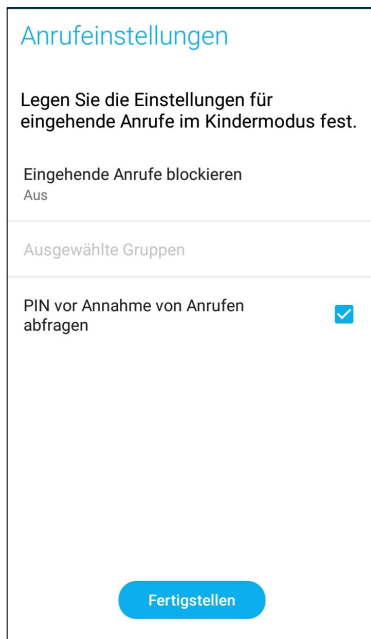 Anrufeinstellungen
Legen Sie die Einstellungen für
eingehende Anrufe im Kindermodus fest.
Eingehende Anrufe blockieren
Aus
Ausgewählte Gruppen
PIN vor Annahme von Anrufen
abfragen
Fertigstellen